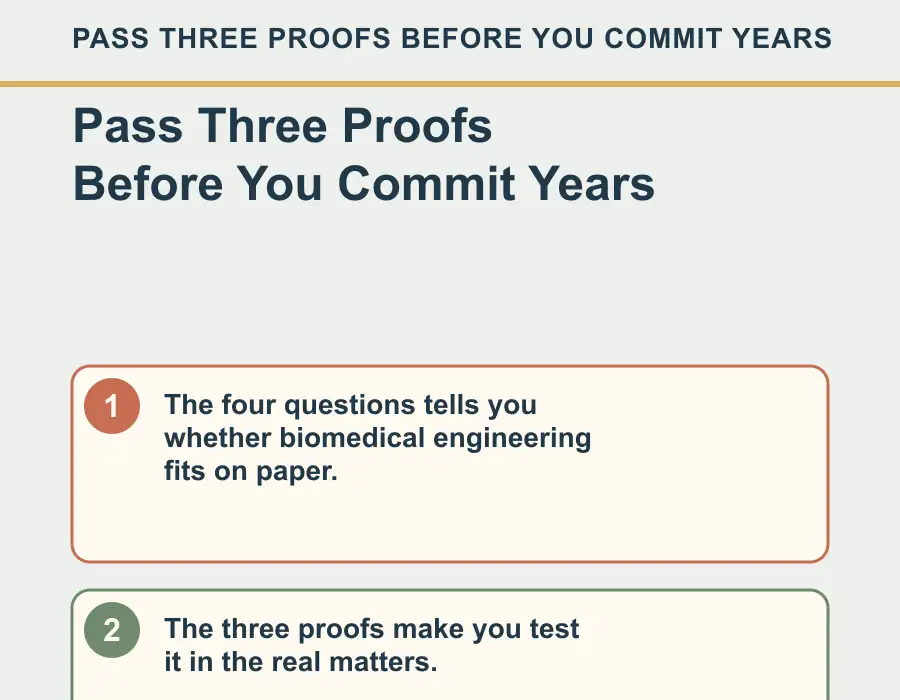 PASS THREE PROOFS BEFORE YOU COMMIT YEARS
Pass Three Proofs
Before You Commit Years
1
The four questions tells you
whether biomedical engineering
fits on paper.
2
The three proofs make you test
it in the real matters.